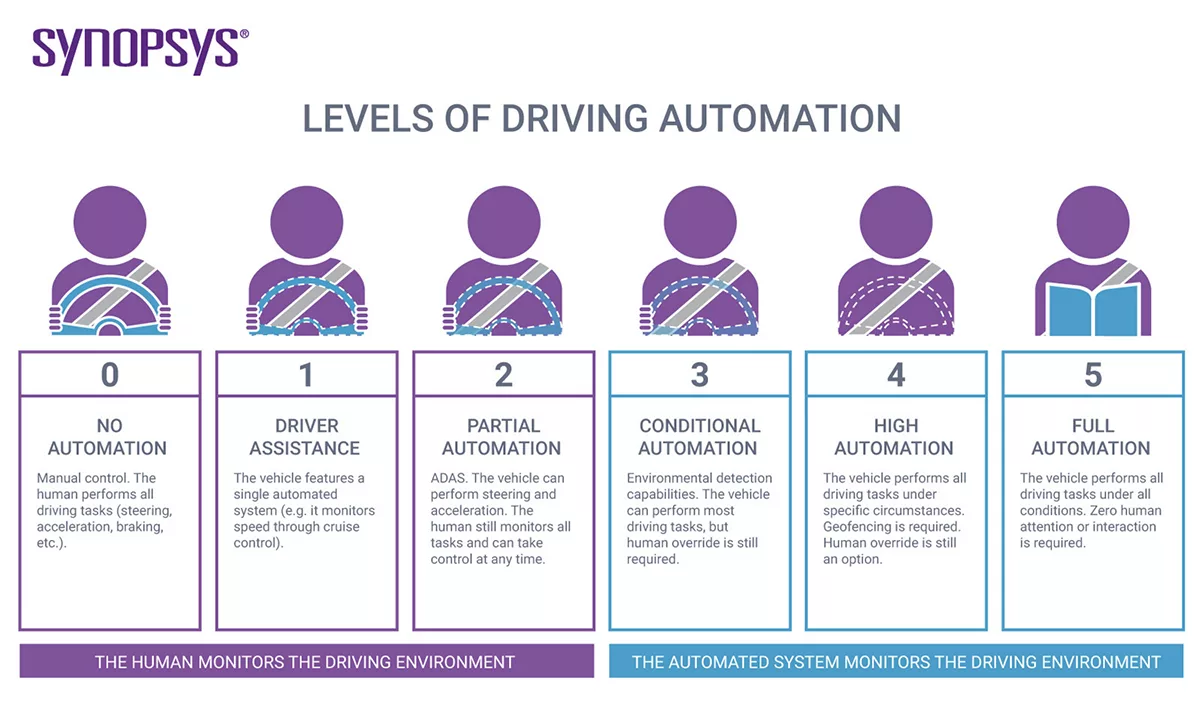 SYNOPSYS®
LEVELS OF DRIVING AUTOMATION
0
NO
AUTOMATION
Manual control. The
human performs all
driving tasks (steering,
acceleration, braking,
etc.).
1
DRIVER
ASSISTANCE
The vehicle features a
single automated
system (e.g. it monitors
speed through cruise
control).
2
PARTIAL
AUTOMATION
ADAS. The vehicle can
perform steering and
acceleration. The
human still monitors all
tasks and can take
control at any time.
3
CONDITIONAL
AUTOMATION
Environmental detection
capabilities. The vehicle
can perform most
driving tasks, but
human override is still
required.
4
HIGH
AUTOMATION
The vehicle performs all
driving tasks under
specific circumstances.
Geofencing is required.
Human override is still
an option.
5
FULL
AUTOMATION
The vehicle performs all
driving tasks under all
conditions. Zero human
attention or interaction
is required.
THE HUMAN MONITORS THE DRIVING ENVIRONMENT
THE AUTOMATED SYSTEM MONITORS THE DRIVING ENVIRONMENT